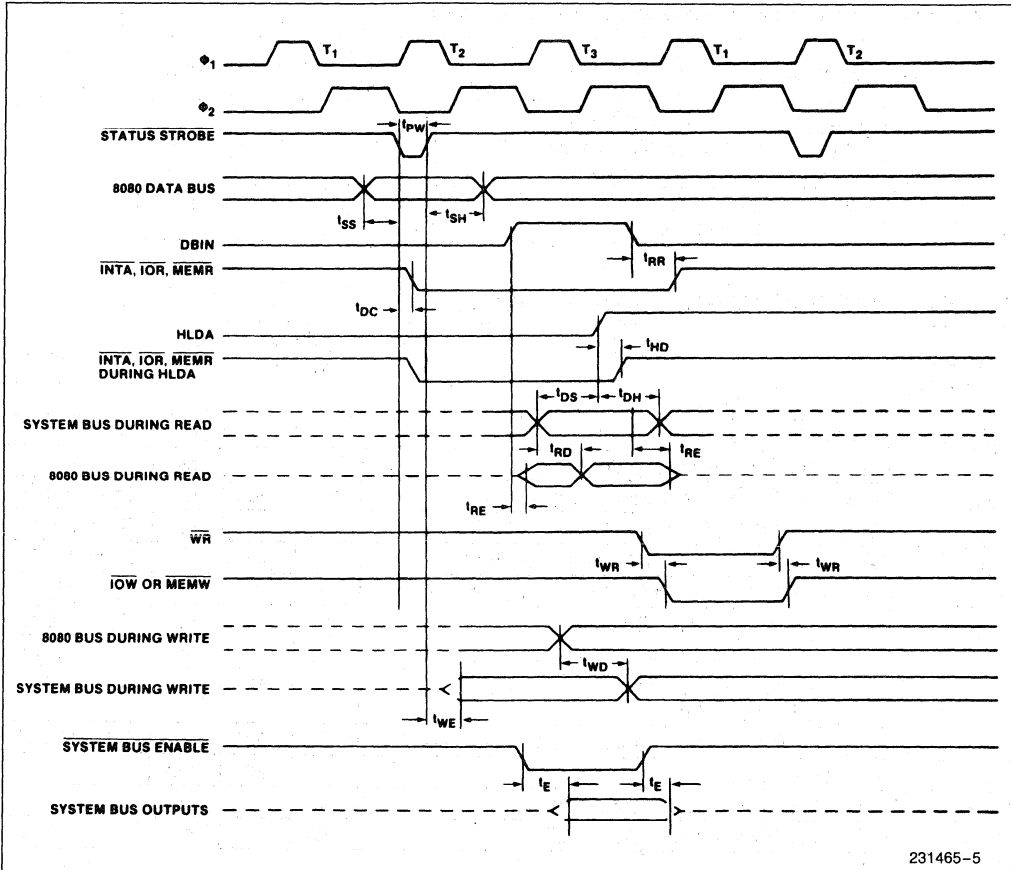 Φ1 T1 T2 T3 T1 T2
Φ2
STATUS STROBE tPW
8080 DATA BUS
tSS tSH
DBIN
INTA, IOR, MEMR tRR
tDC
HLDA
INTA, IOR, MEMR
DURING HLDA tHD
tDS tDH
SYSTEM BUS DURING READ
tRD tRE
8080 BUS DURING READ
tRE
WR
tWR tWR
IOW OR MEMW
8080 BUS DURING WRITE
tWD
SYSTEM BUS DURING WRITE
tWE
SYSTEM BUS ENABLE
tE tE
SYSTEM BUS OUTPUTS
231465-5